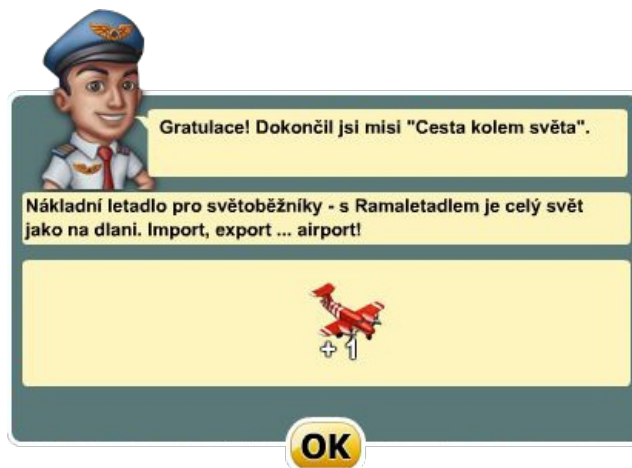 Gratulace! Dokončil jsi misi "Cesta kolem světa".
Nákladní letadlo pro světoběžníky - s Ramaletadlem je celý svět
jako na dlani. Import, export ... airport!
+ 1
OK